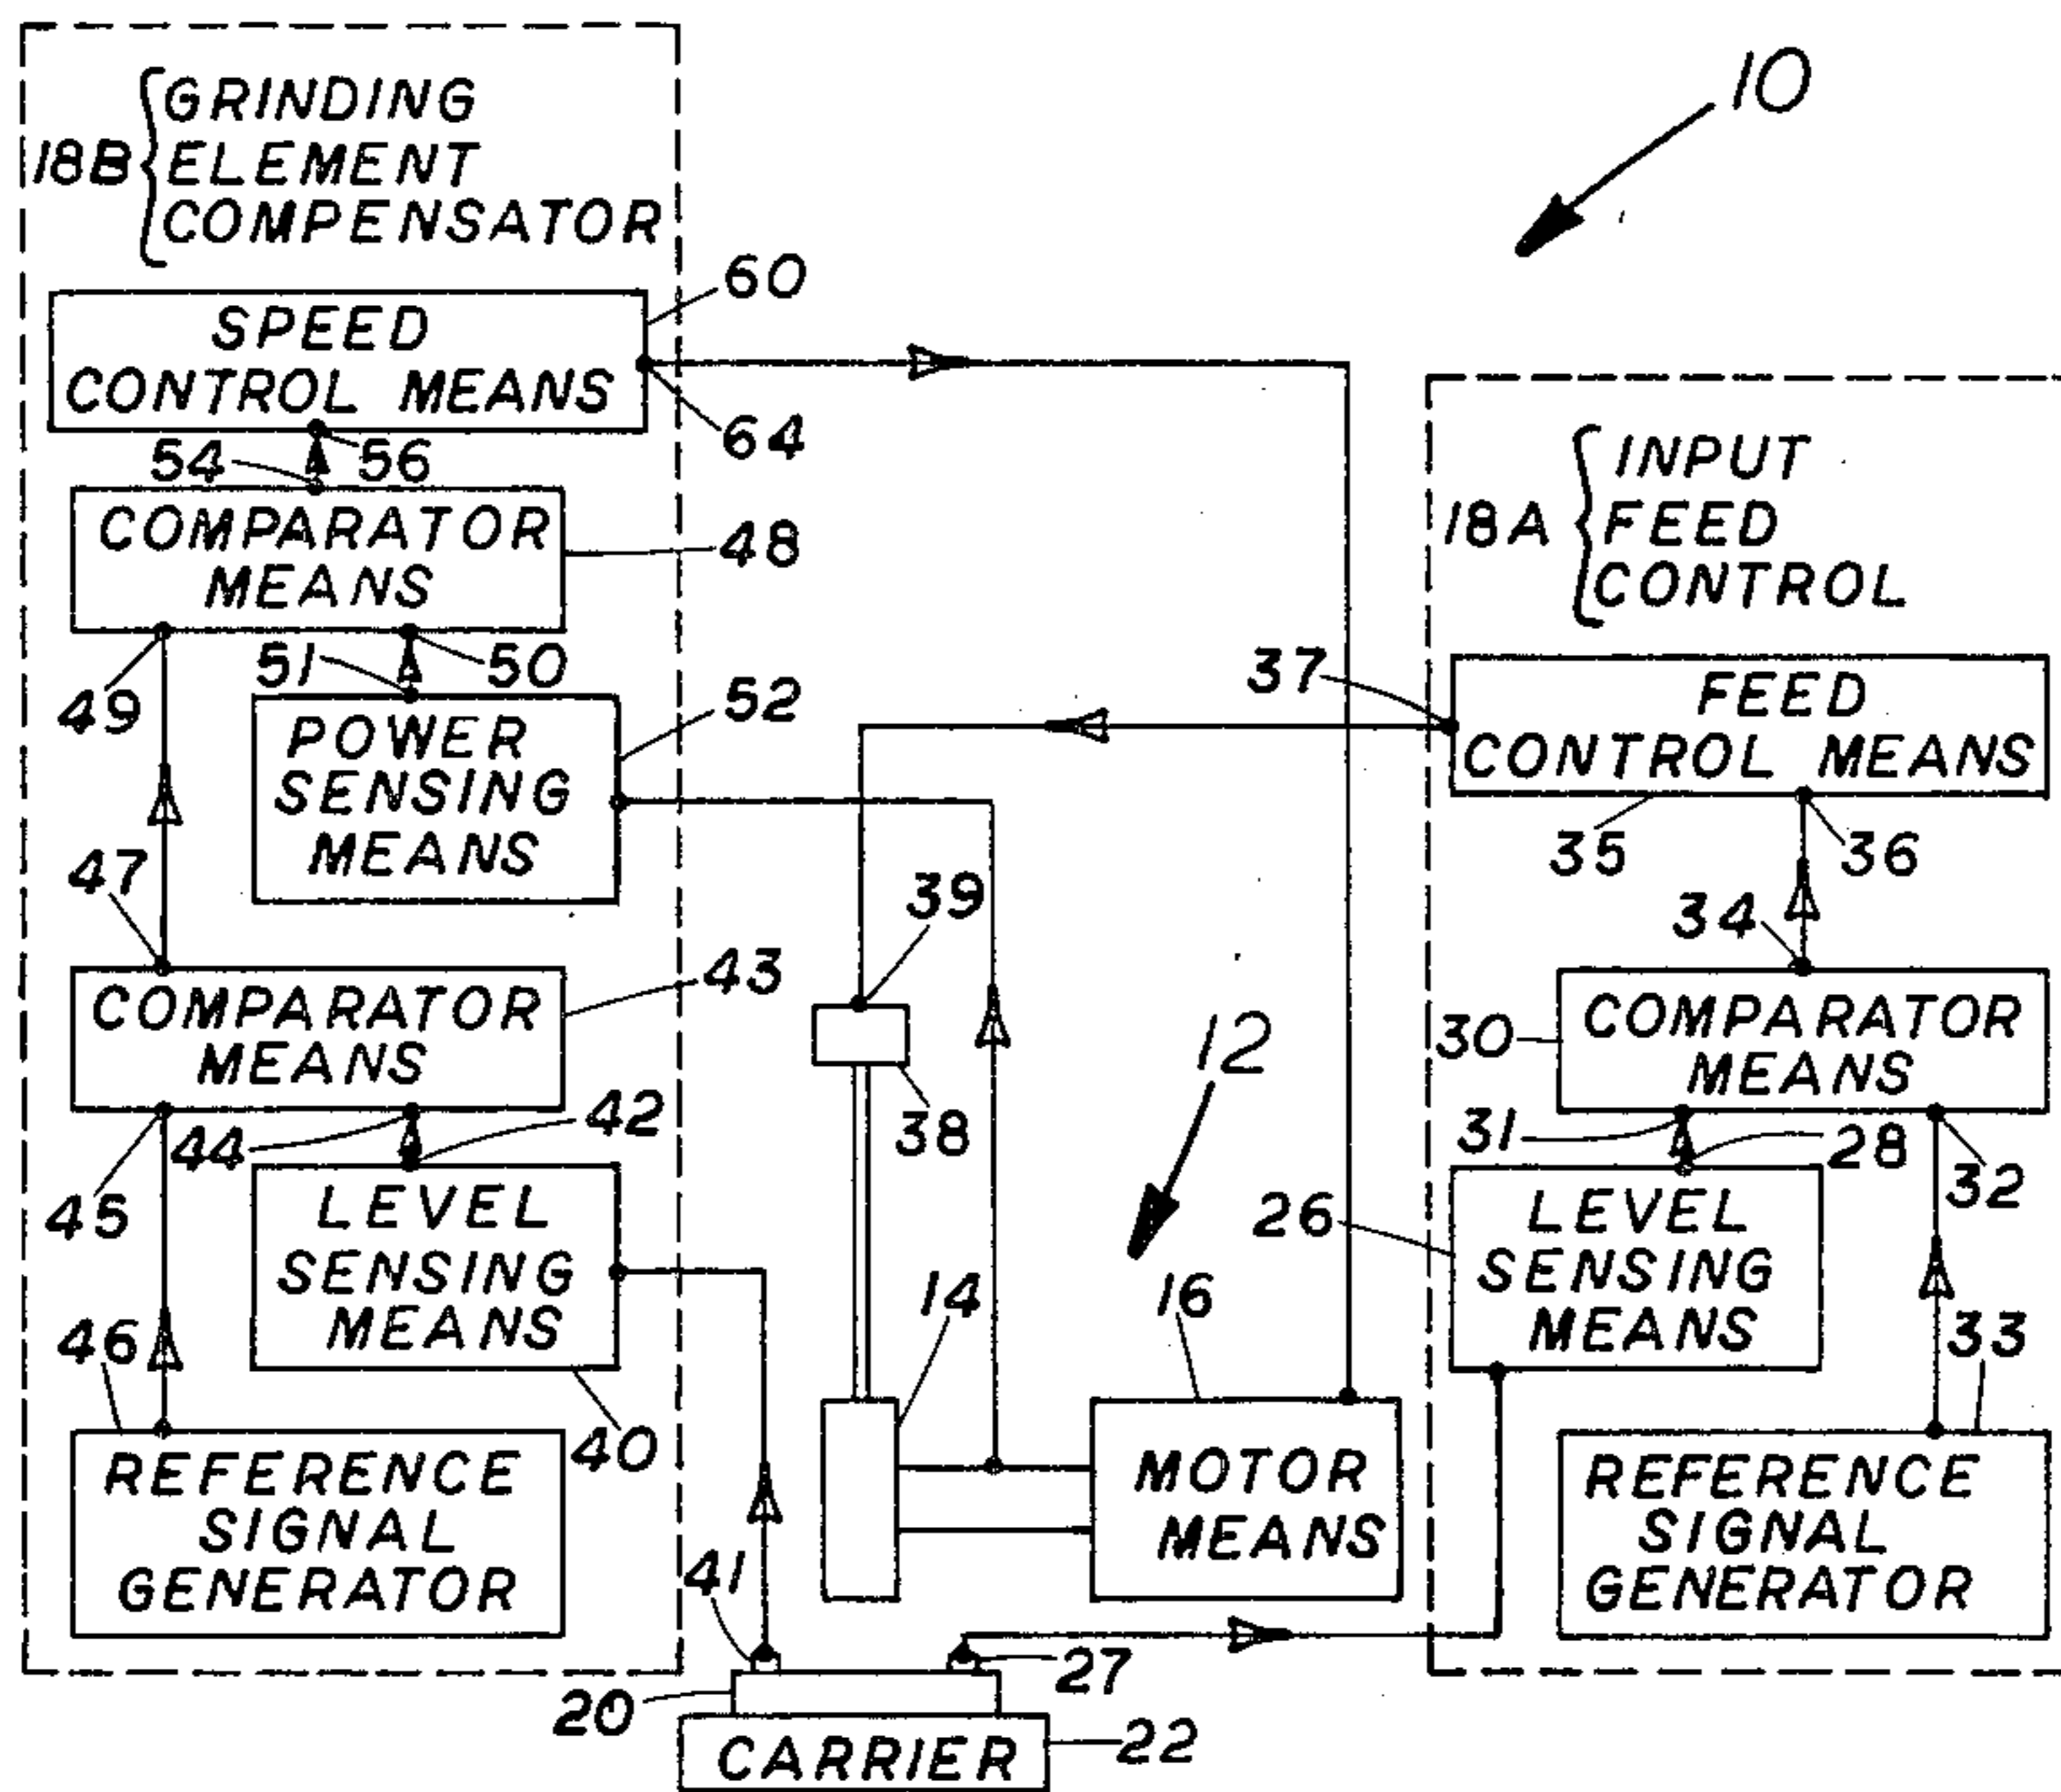 10
18B
GRINDING
ELEMENT
COMPENSATOR
60
SPEED
CONTROL MEANS
64
54
56
COMPARATOR
MEANS
48
49
51
50
52
POWER
SENSING
MEANS
47
43
COMPARATOR
MEANS
44
42
45
LEVEL
SENSING
MEANS
46
40
REFERENCE
SIGNAL
GENERATOR
39
38
12
14
16
MOTOR
MEANS
41
27
20
CARRIER
22
18A
INPUT
FEED
CONTROL
37
FEED
CONTROL MEANS
35
36
34
30
COMPARATOR
MEANS
31
28
32
26
LEVEL
SENSING
MEANS
33
REFERENCE
SIGNAL
GENERATOR